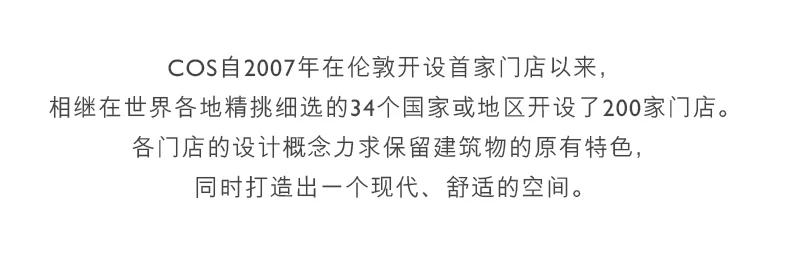 COS自2007年在伦敦开设首家门店以来，
相继在世界各地精挑细选的34个国家或地区开设了200家门店。
各门店的设计概念力求保留建筑物的原有特色，
同时打造出一个现代、舒适的空间。